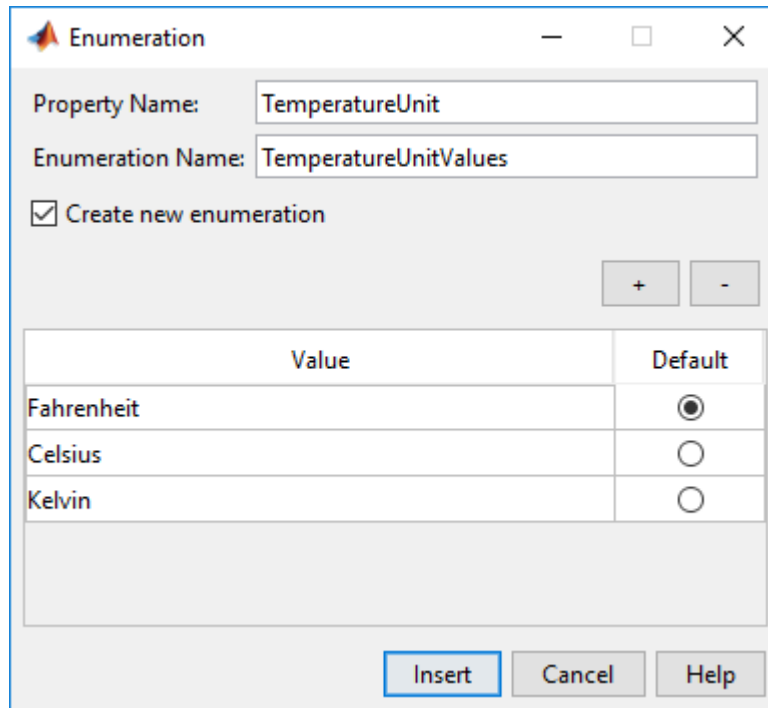 Enumeration
Property Name: TemperatureUnit
Enumeration Name: TemperatureUnitValues
Create new enumeration
+ -
Value Default
Fahrenheit
Celsius
Kelvin
Insert Cancel Help